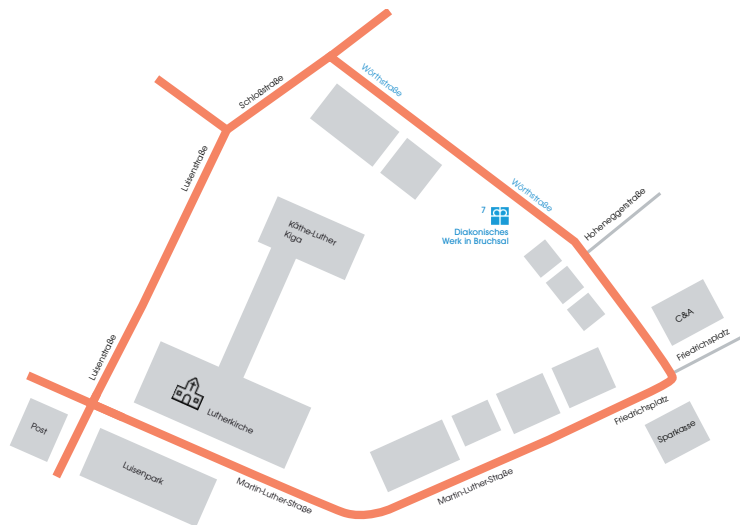 Schloßstraße
Wörthstraße
Luisenstraße
Wörthstraße
Hoheneggerstraße
7
Diakonisches
Werk in Bruchsal
Käthe-Luther
Kiga
C&A
Friedrichsplatz
Luisenstraße
Lutherkirche
Friedrichsplatz
Post
Sparkasse
Luisenpark
Martin-Luther-Straße
Martin-Luther-Straße